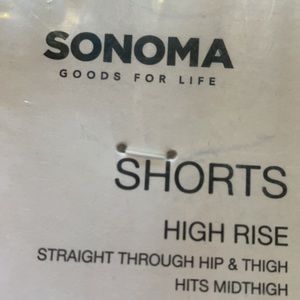 SONOMA
GOODS FOR LIFE
SHORTS
HIGH RISE
STRAIGHT THROUGH HIP & THIGH
HITS MIDTHIGH